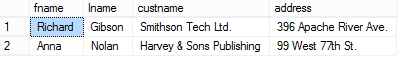 fname lname custname address
1 Richard Gibson Smithson Tech Ltd. 396 Apache River Ave.
2 Anna Nolan Harvey & Sons Publishing 99 West 77th St.